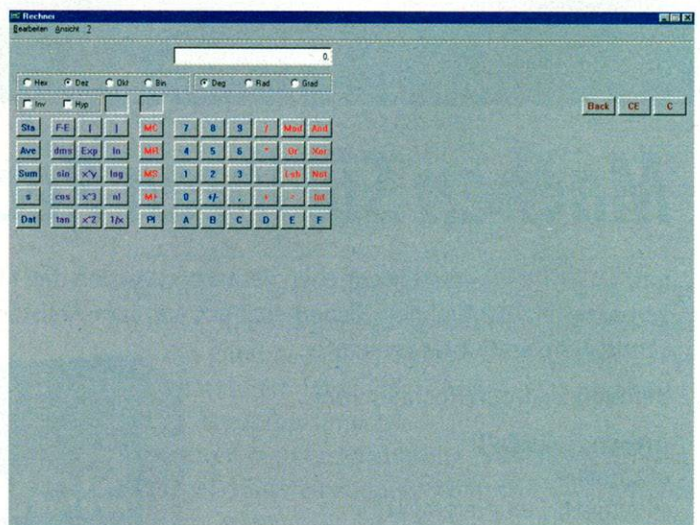 Rechner
Bearbeiten Ansicht ?
0,
Hex Dez Okt Bin Deg Rad Grad
Inv Hyp Back CE C
Sta F-E ( ) MC 7 8 9 / Mod And
Ave dms Exp ln MR 4 5 6 * Or Xor
Sum sin x^y log MS 1 2 3 Lsh Not
s cos x^3 n! M+ 0 +/- , + = Int
Dat tan x^2 1/x PI A B C D E F